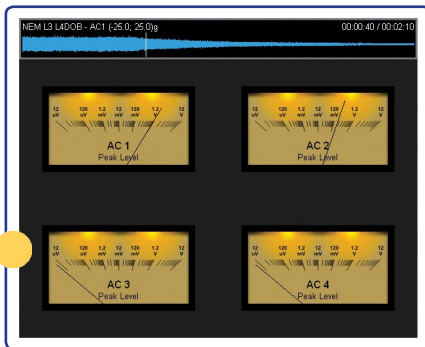 NEM L3 L4DOB - AC1 (-25.0; 25.0)g 00:00:40 / 00:02:10
12 120 1.2 12 120 1.2 12
uV uV mV mV mV V V
AC 1
Peak Level
12 120 1.2 12 120 1.2 12
uV uV mV mV mV V V
AC 2
Peak Level
12 120 1.2 12 120 1.2 12
uV uV mV mV mV V V
AC 3
Peak Level
12 120 1.2 12 120 1.2 12
uV uV mV mV mV V V
AC 4
Peak Level